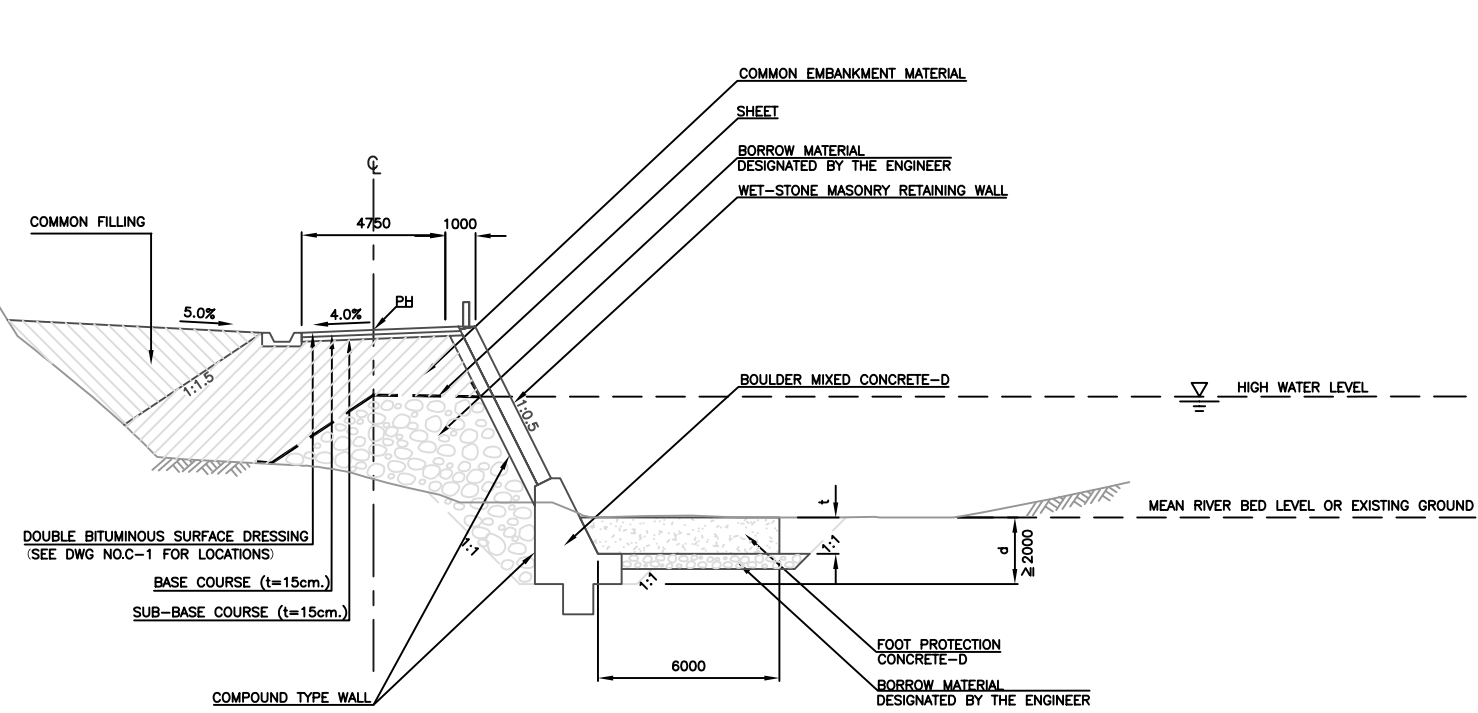 COMMON EMBANKMENT MATERIAL
SHEET
BORROW MATERIAL
DESIGNATED BY THE ENGINEER
WET-STONE MASONRY RETAINING WALL
℄
COMMON FILLING
4750
1000
PH
5.0%
4.0%
1:1.5
BOULDER MIXED CONCRETE-D
HIGH WATER LEVEL
1:0.5
t
MEAN RIVER BED LEVEL OR EXISTING GROUND
DOUBLE BITUMINOUS SURFACE DRESSING
(SEE DWG NO.C-1 FOR LOCATIONS)
1:1
1:1
d
≥2000
BASE COURSE (t=15cm.)
1:1
SUB-BASE COURSE (t=15cm.)
FOOT PROTECTION
CONCRETE-D
6000
BORROW MATERIAL
DESIGNATED BY THE ENGINEER
COMPOUND TYPE WALL